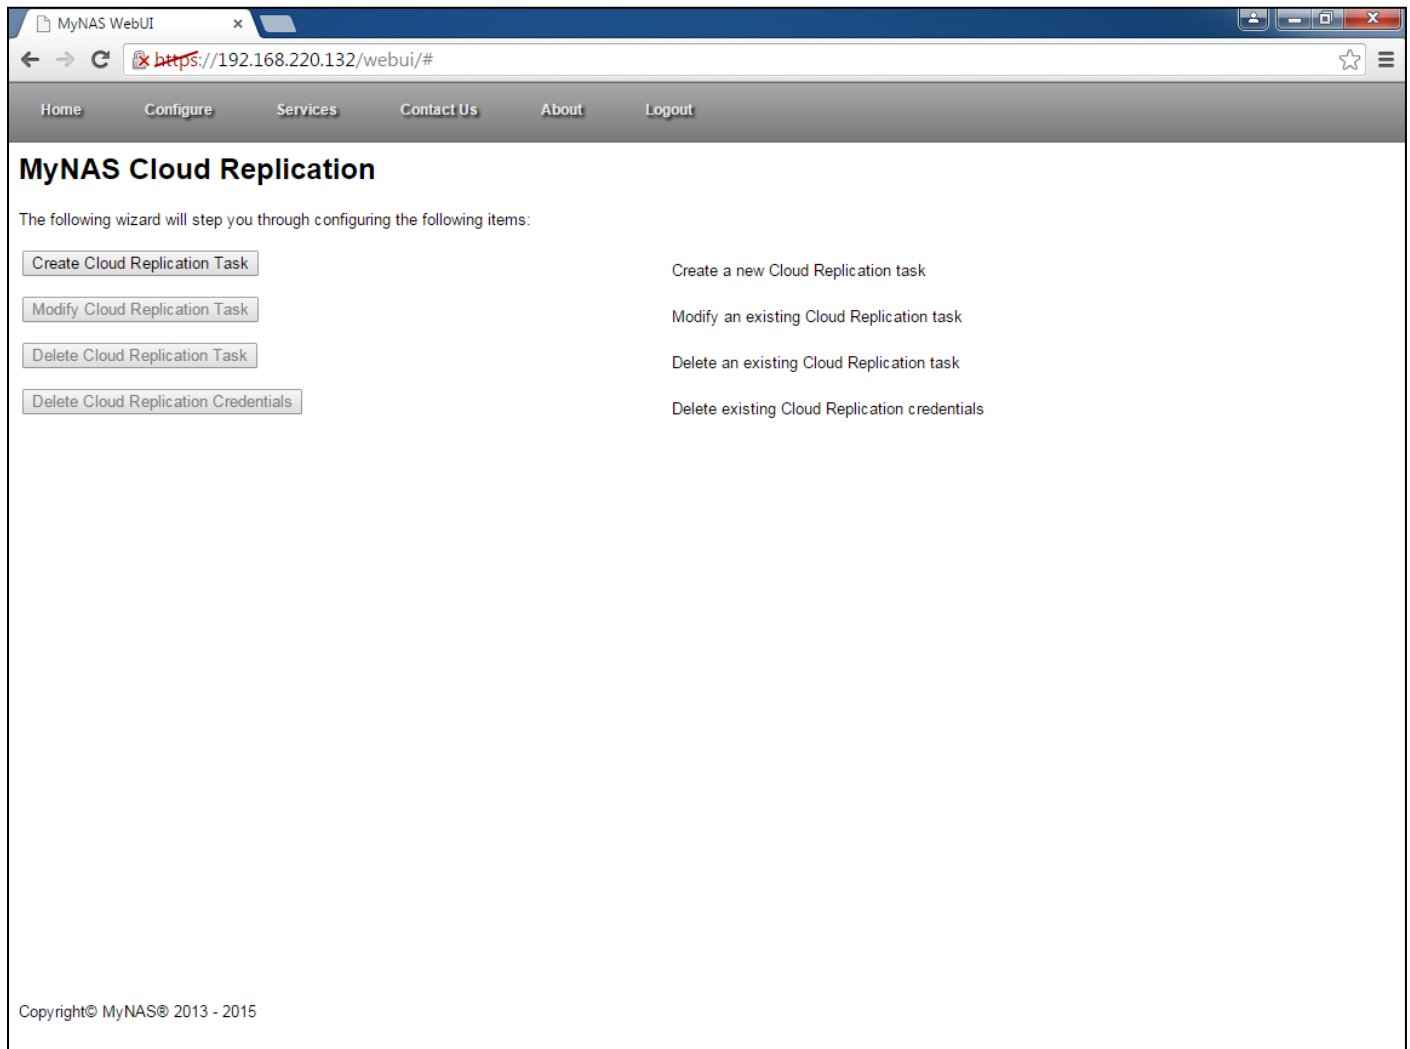 MyNAS WebUI
https://192.168.220.132/webui/#
Home Configure Services Contact Us About Logout
MyNAS Cloud Replication
The following wizard will step you through configuring the following items:
Create Cloud Replication Task Create a new Cloud Replication task
Modify Cloud Replication Task Modify an existing Cloud Replication task
Delete Cloud Replication Task Delete an existing Cloud Replication task
Delete Cloud Replication Credentials Delete existing Cloud Replication credentials
Copyright© MyNAS® 2013 - 2015